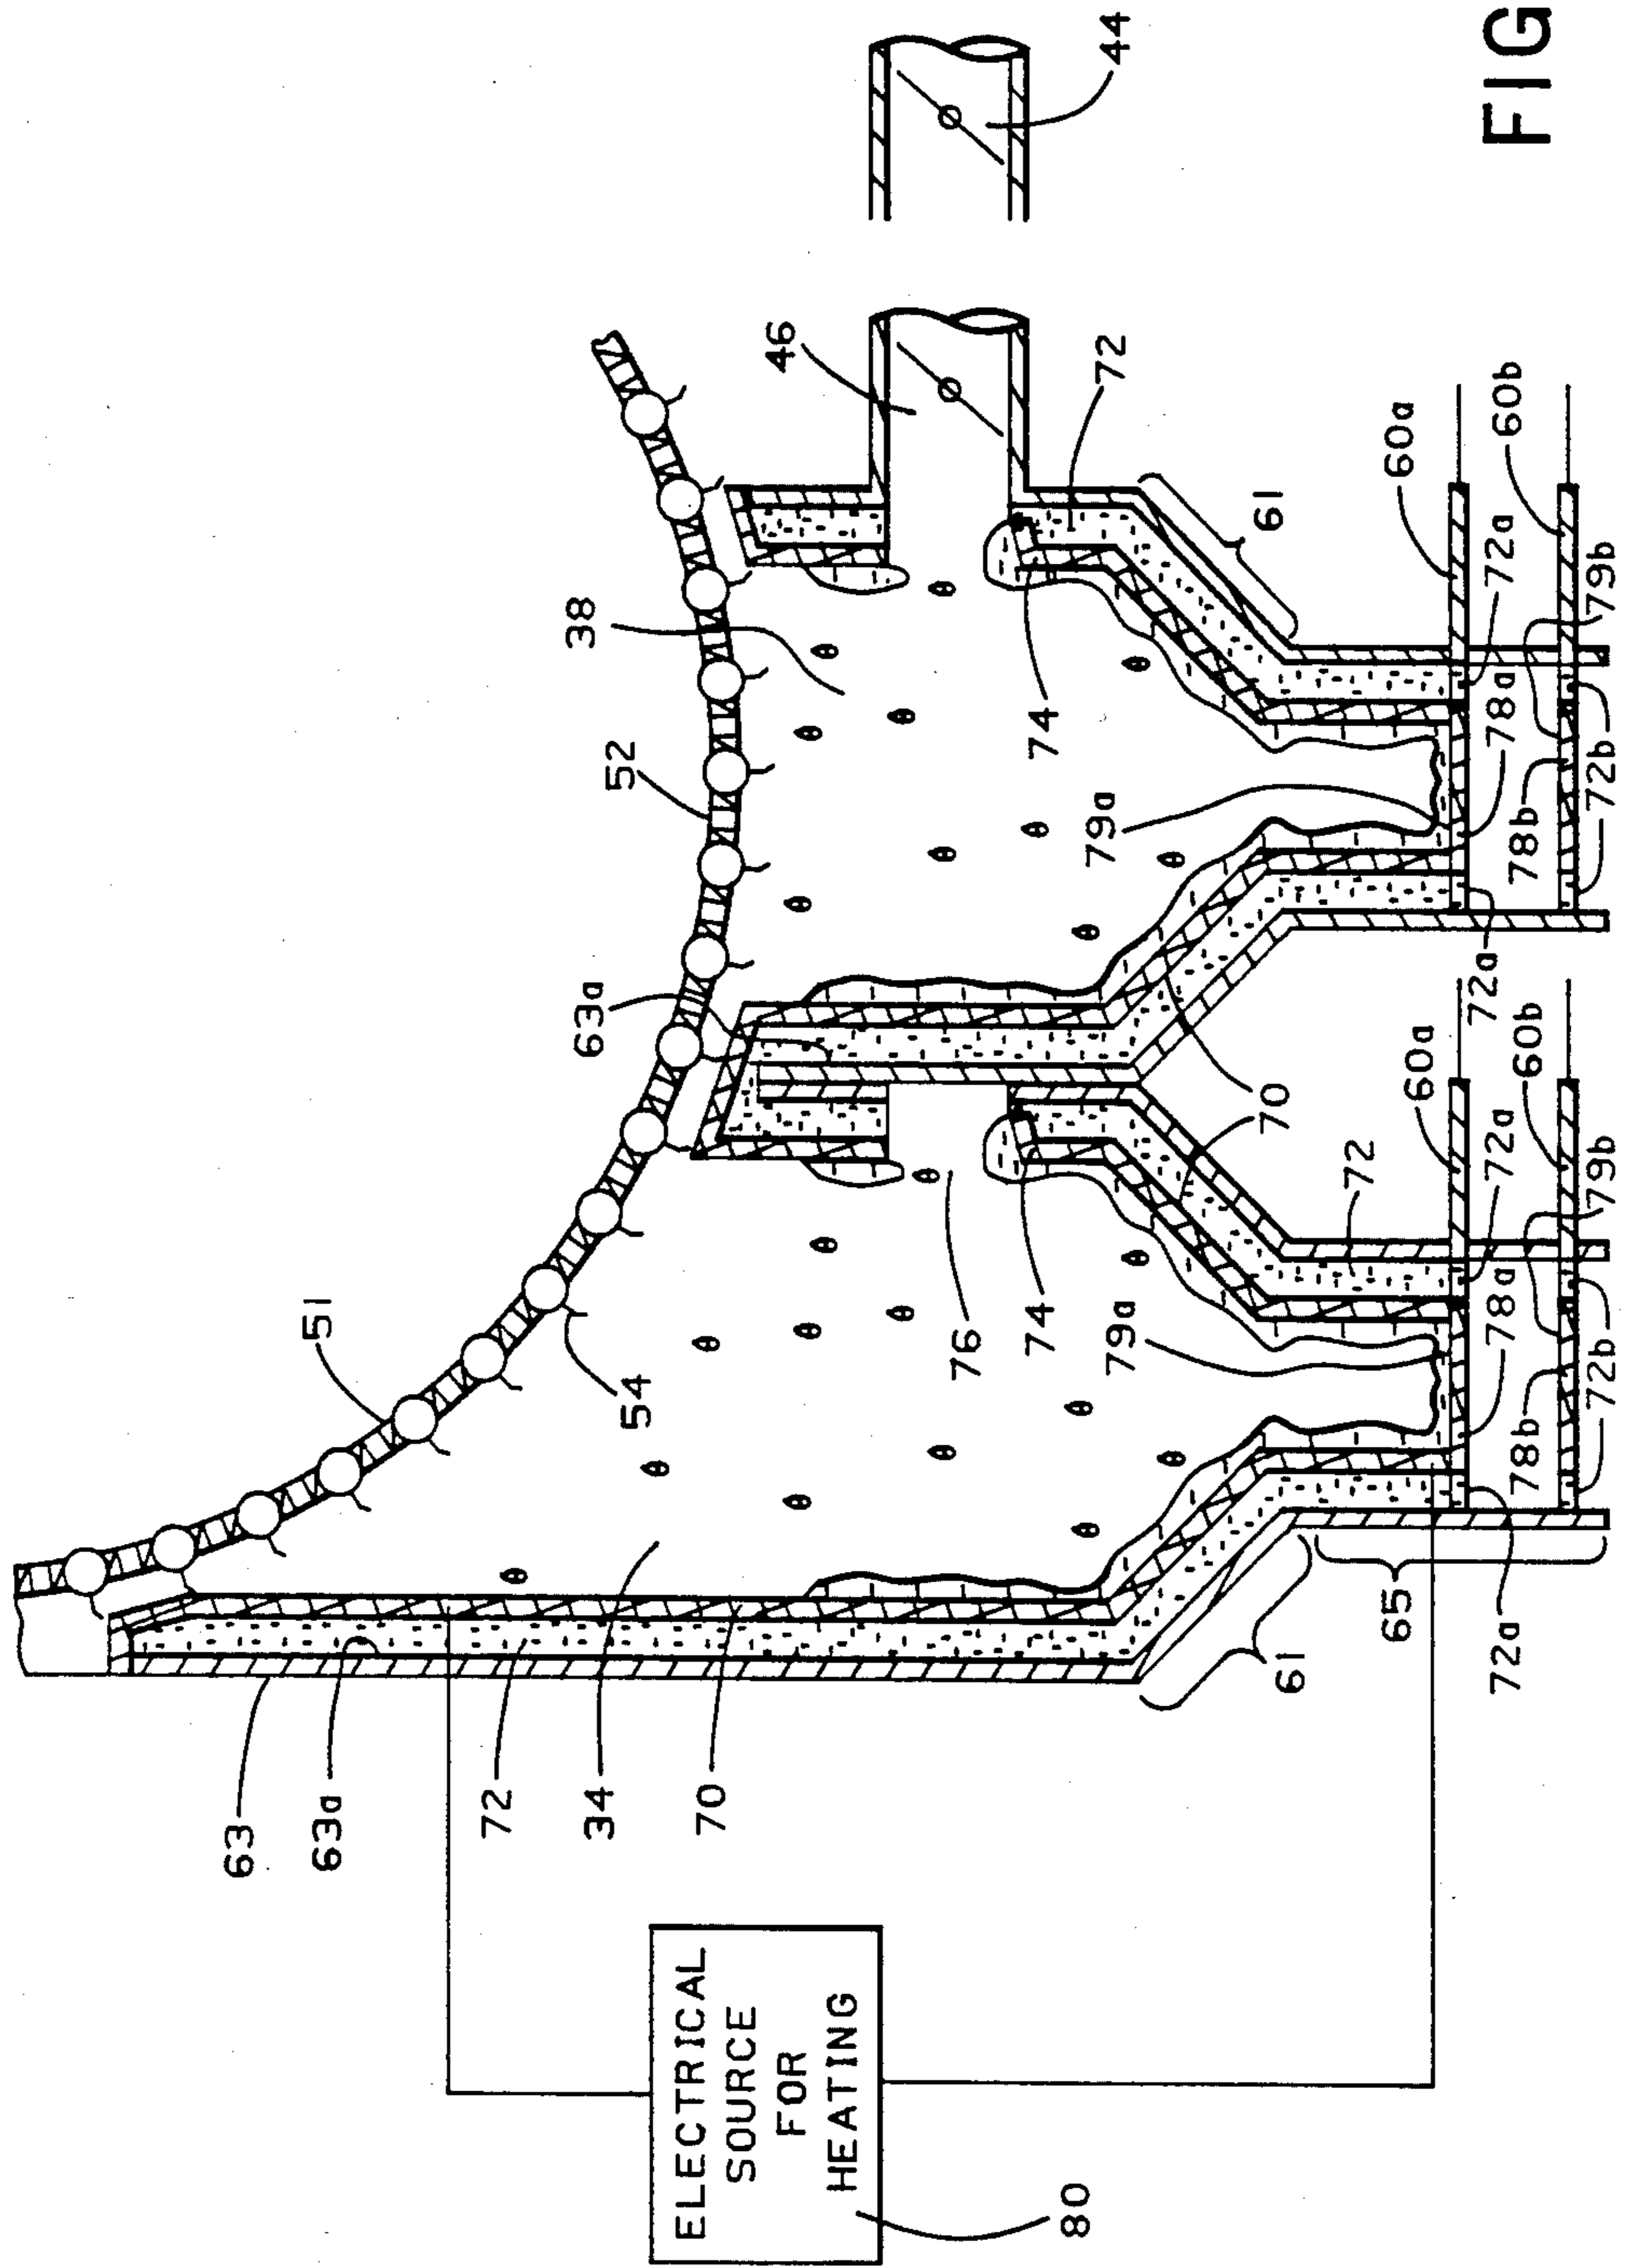 FIG
44
46
72
61
60a
60b
72a
79b
38
52
74
79a
78a
78b
72b
63a
72a
60a
60b
70
76
74
79a
72
72a
79b
51
54
78a
78b
72b
61
65
72a
63
63a
72
34
70
ELECTRICAL
SOURCE
FOR
HEATING
80